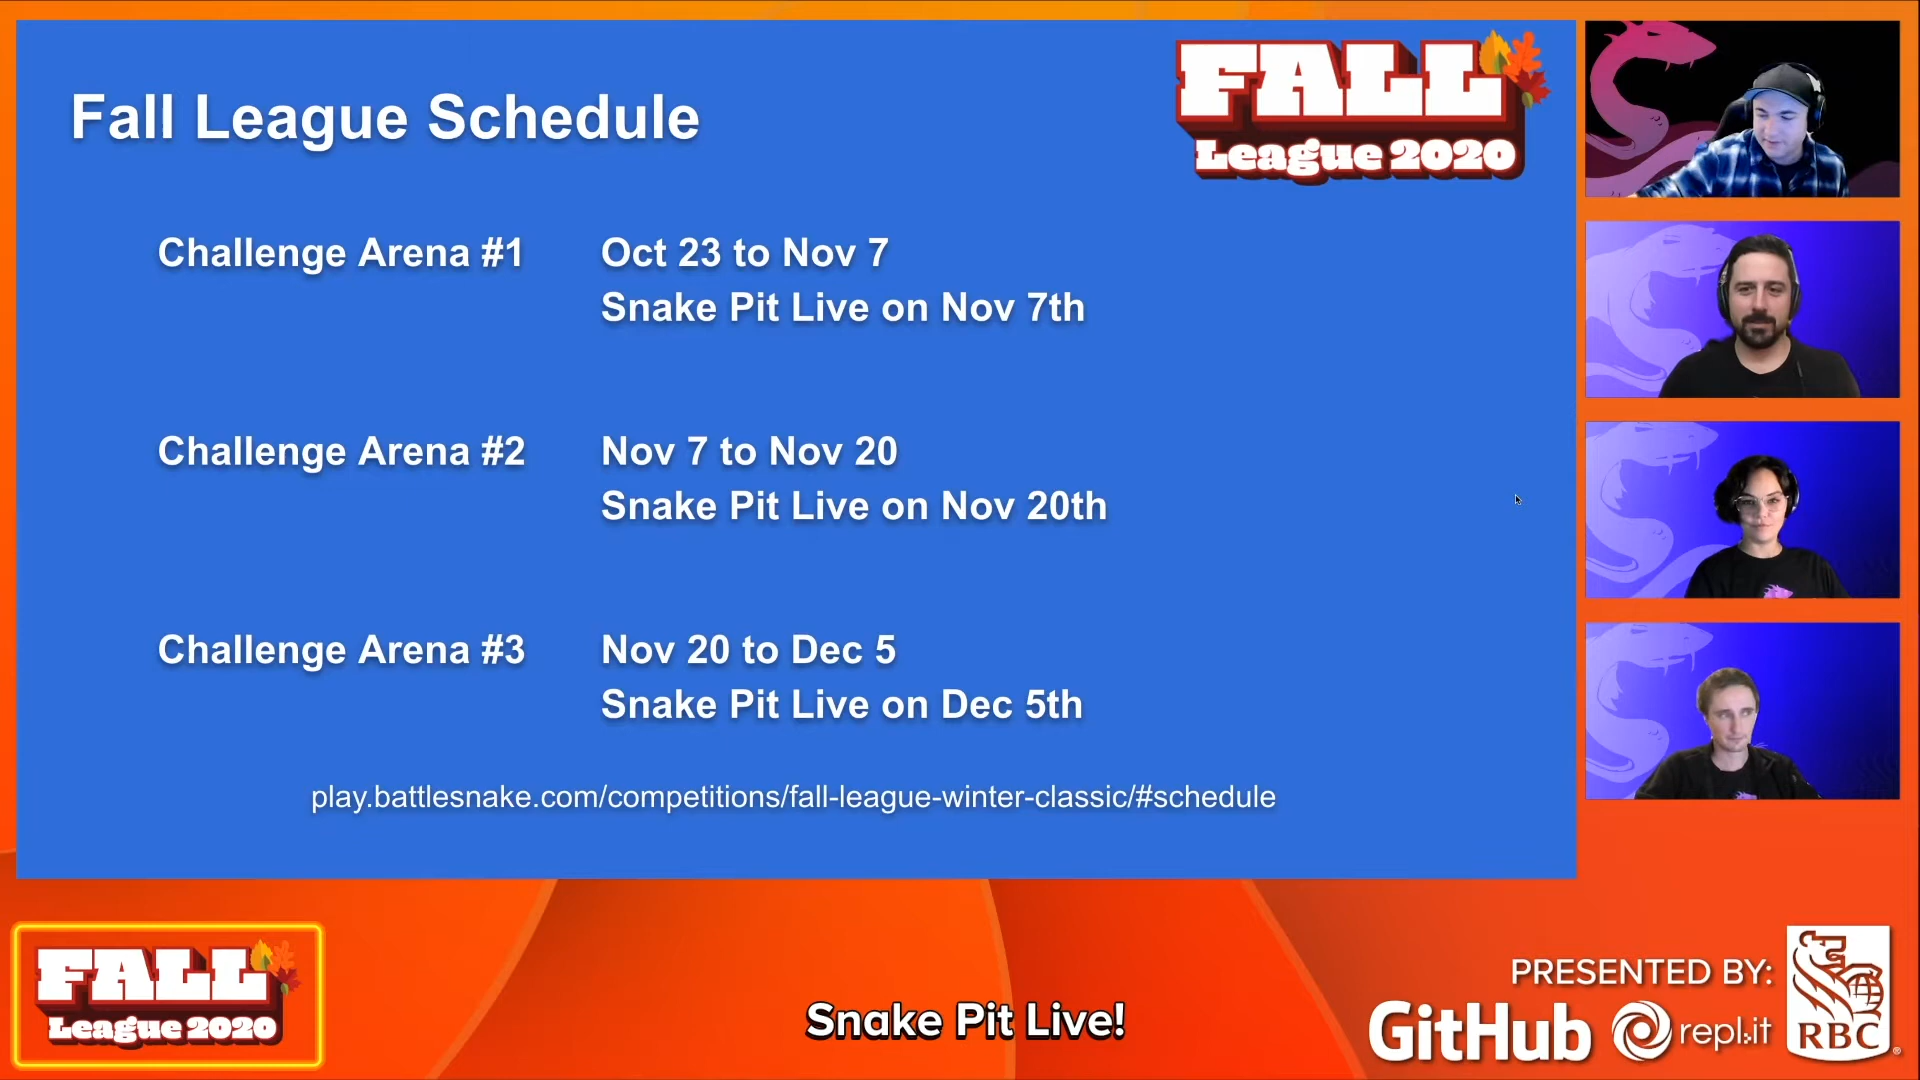 Fall League Schedule
FALL
League 2020
Challenge Arena #1
Oct 23 to Nov 7
Snake Pit Live on Nov 7th
Challenge Arena #2
Nov 7 to Nov 20
Snake Pit Live on Nov 20th
Challenge Arena #3
Nov 20 to Dec 5
Snake Pit Live on Dec 5th
play.battlesnake.com/competitions/fall-league-winter-classic/#schedule
FALL
League 2020
Snake Pit Live!
PRESENTED BY:
GitHub
repl.it
RBC
®